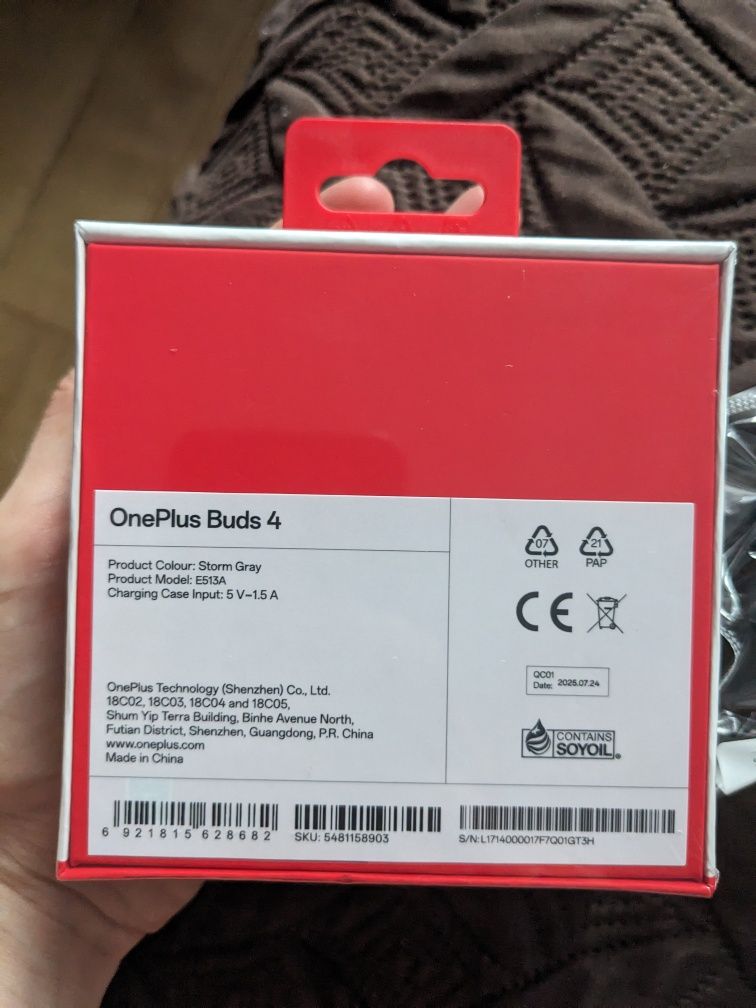 OnePlus Buds 4
Product Colour: Storm Gray
Product Model: E513A
Charging Case Input: 5 V⎓1.5 A
OnePlus Technology (Shenzhen) Co., Ltd.
18C02, 18C03, 18C04 and 18C05,
Shum Yip Terra Building, Binhe Avenue North,
Futian District, Shenzhen, Guangdong, P.R. China
www.oneplus.com
Made in China
07
OTHER
21
PAP
CE
QC01
Date: 2025.07.24
CONTAINS
SOYOIL®
6 921815 628682
SKU: 5481158903
S/N:L1714000017F7Q01GT3H